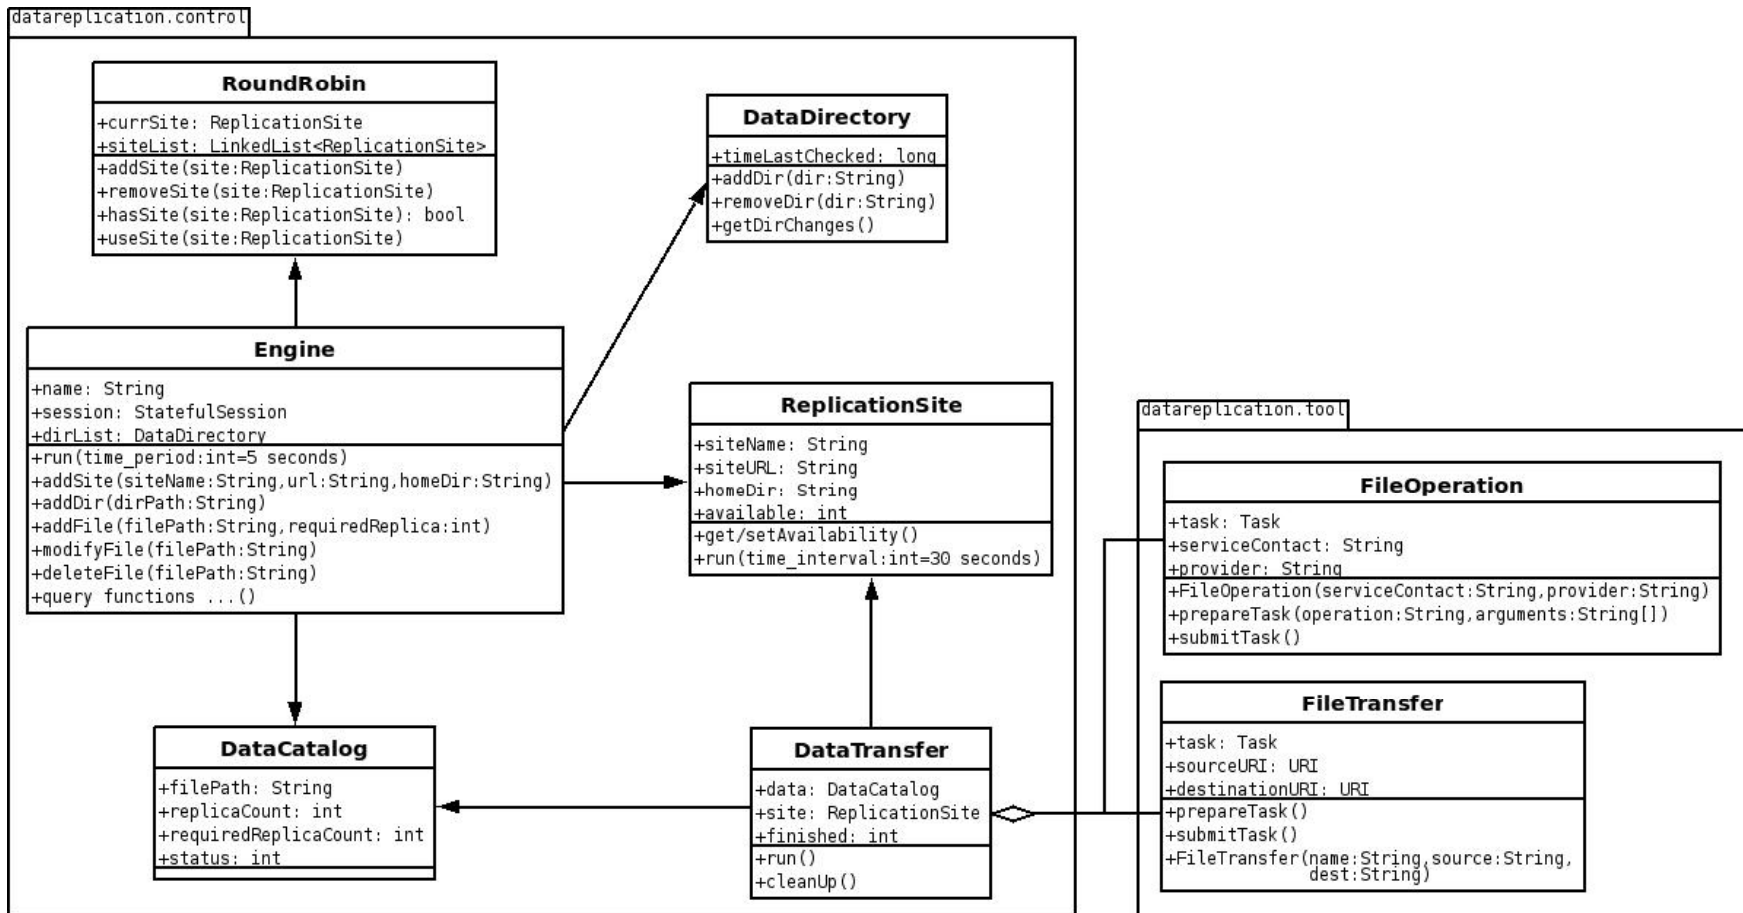 datareplication.control
RoundRobin
+currSite: ReplicationSite
+siteList: LinkedList<ReplicationSite>
+addSite(site:ReplicationSite)
+removeSite(site:ReplicationSite)
+hasSite(site:ReplicationSite): bool
+useSite(site:ReplicationSite)
DataDirectory
+timeLastChecked: long
+addDir(dir:String)
+removeDir(dir:String)
+getDirChanges()
Engine
+name: String
+session: StatefulSession
+dirList: DataDirectory
+run(time_period:int=5 seconds)
+addSite(siteName:String,url:String,homeDir:String)
+addDir(dirPath:String)
+addFile(filePath:String,requiredReplica:int)
+modifyFile(filePath:String)
+deleteFile(filePath:String)
+query functions ...()
ReplicationSite
+siteName: String
+siteURL: String
+homeDir: String
+available: int
+get/setAvailability()
+run(time_interval:int=30 seconds)
DataCatalog
+filePath: String
+replicaCount: int
+requiredReplicaCount: int
+status: int
DataTransfer
+data: DataCatalog
+site: ReplicationSite
+finished: int
+run()
+cleanUp()
datareplication.tool
FileOperation
+task: Task
+serviceContact: String
+provider: String
+FileOperation(serviceContact:String,provider:String)
+prepareTask(operation:String,arguments:String[])
+submitTask()
FileTransfer
+task: Task
+sourceURI: URI
+destinationURI: URI
+prepareTask()
+submitTask()
+FileTransfer(name:String,source:String,
dest:String)